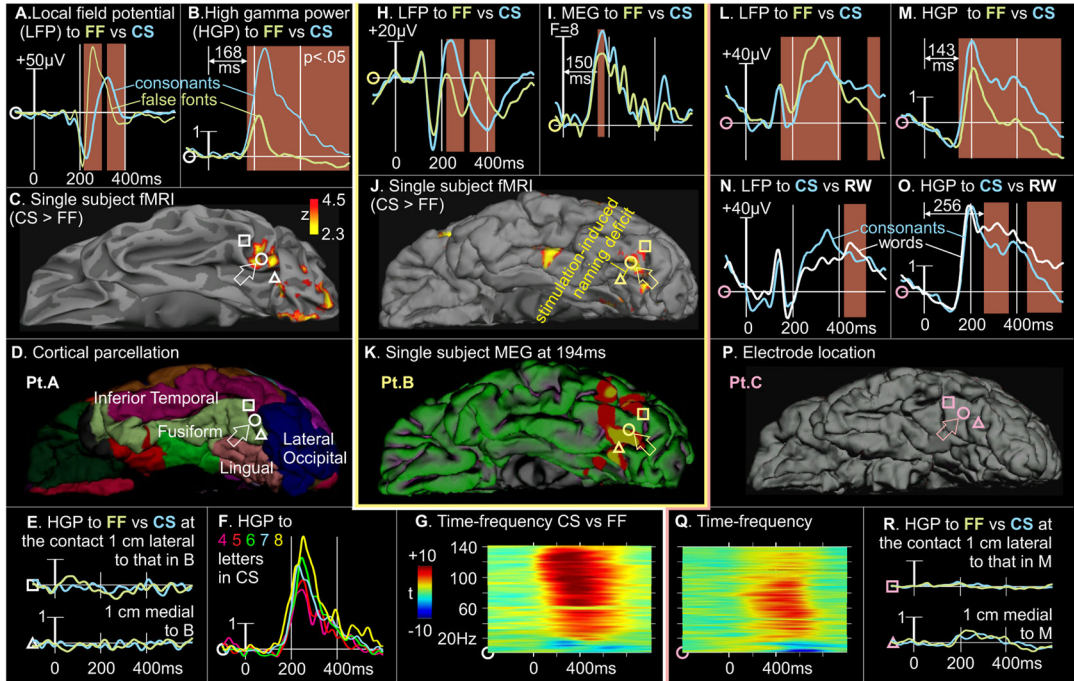 A. Local field potential
(LFP) to FF vs CS
+50µV
0 200 400ms
B. High gamma power
(HGP) to FF vs CS
168
ms
p<.05
consonants
false fonts
1
0 200 400ms
C. Single subject fMRI
(CS > FF)
z
4.5
2.3
D. Cortical parcellation
Pt.A
Inferior Temporal
Fusiform
Lateral
Occipital
Lingual
E. HGP to FF vs CS at
the contact 1 cm lateral
to that in B
1
1 cm medial
to B
1
0 200 400ms
F. HGP to
45678
letters
in CS
1
0 200 400ms
G. Time-frequency CS vs FF
+10
t
-10
140
100
60
20Hz
0 200 400ms
H. LFP to FF vs CS
+20µV
I. MEG to FF vs CS
F=8
150
ms
J. Single subject fMRI
(CS > FF)
stimulation-induced
naming deficit
K. Single subject MEG at 194ms
Pt.B
L. LFP to FF vs CS
+40µV
M. HGP to FF vs CS
143
ms
1
N. LFP to CS vs RW
+40µV
0 200 400ms
O. HGP to CS vs RW
256
consonants
words
1
0 200 400ms
P. Electrode location
Pt.C
Q. Time-frequency
0 200 400ms
R. HGP to FF vs CS at
the contact 1 cm lateral
to that in M
1
1 cm medial
to M
1
0 200 400ms